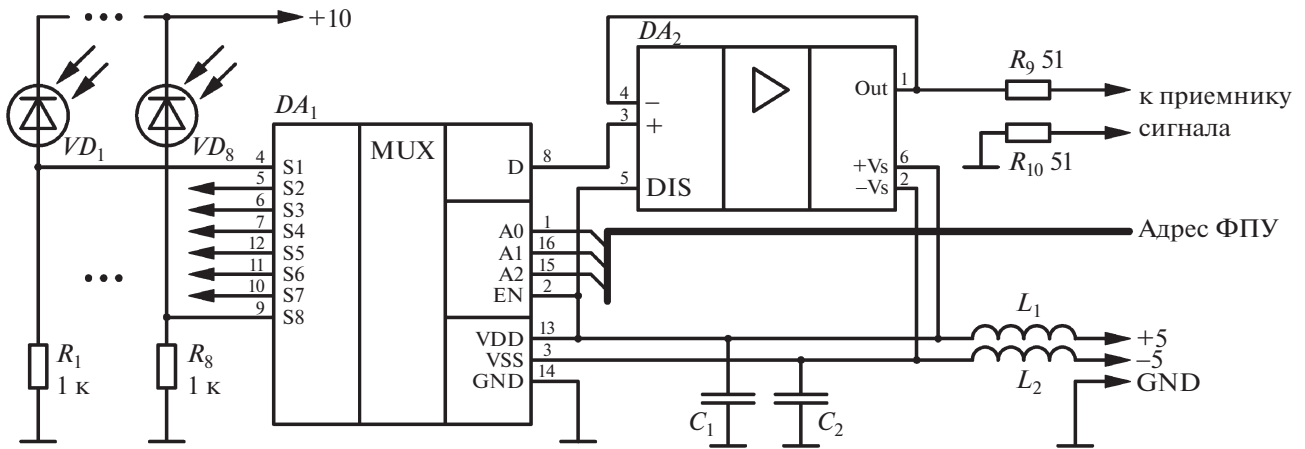 +10
VD1
VD8
R1
1 к
R8
1 к
DA1
MUX
4 S1
5 S2
6 S3
7 S4
12 S5
11 S6
10 S7
9 S8
D 8
A0 1
A1 16
A2 15
EN 2
VDD 13
VSS 3
GND 14
DA2
4 −
3 +
5 DIS
Out 1
+Vs 6
−Vs 2
R9 51
R10 51
к приемнику
сигнала
Адрес ФПУ
L1
L2
+5
−5
GND
C1
C2